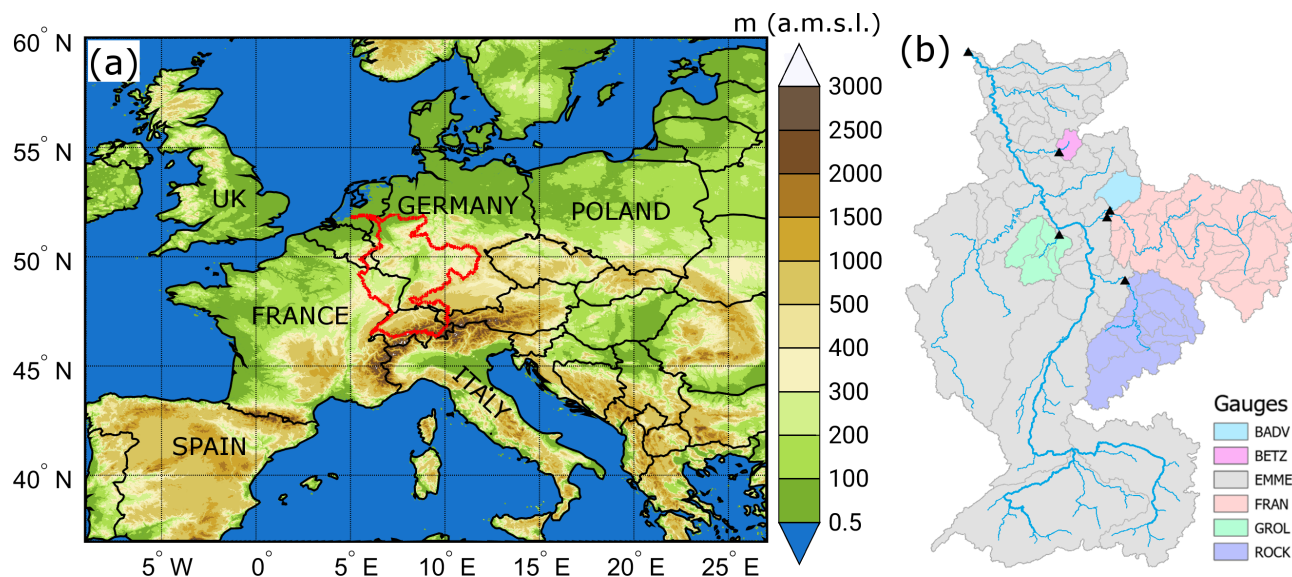 (a)
m (a.m.s.l.)
60° N
55° N
50° N
45° N
40° N
5° W
0°
5° E
10° E
15° E
20° E
25° E
UK
GERMANY
POLAND
FRANCE
ITALY
SPAIN
3000
2500
2000
1500
1000
500
400
300
200
100
0.5
(b)
Gauges
BADV
BETZ
EMME
FRAN
GROL
ROCK